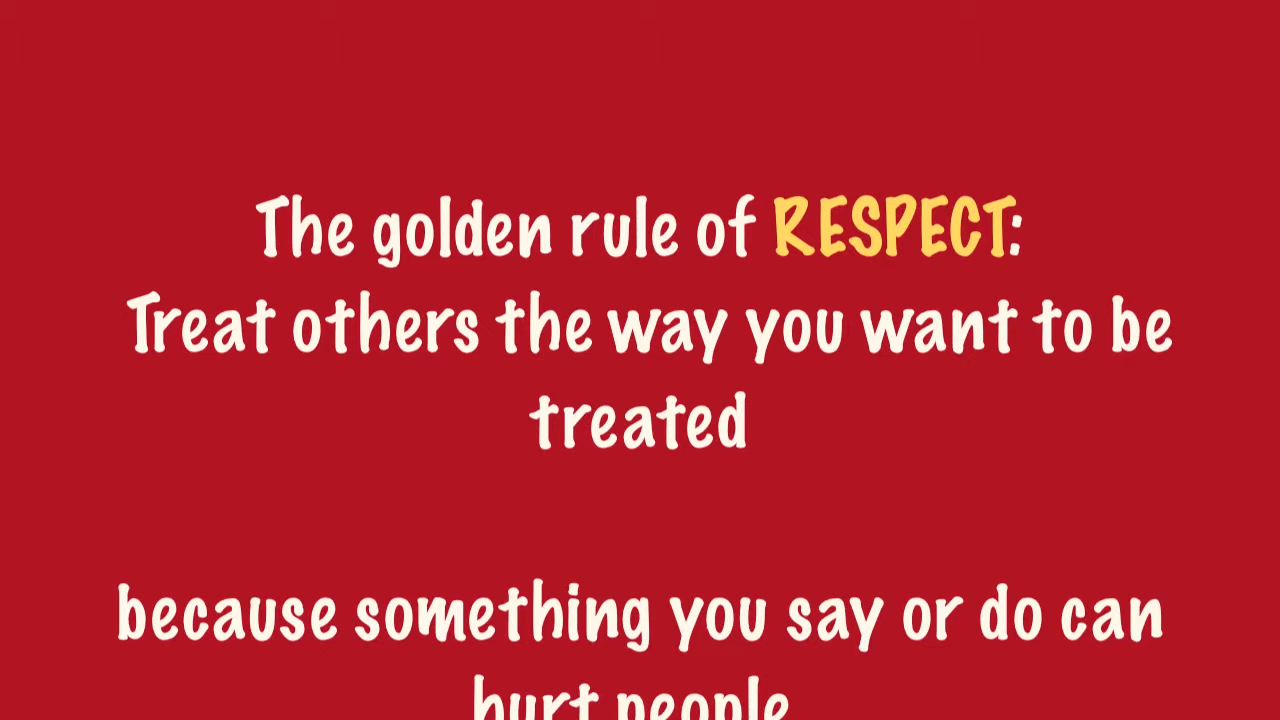 The golden rule of RESPECT:
Treat others the way you want to be
treated
because something you say or do can
hurt people